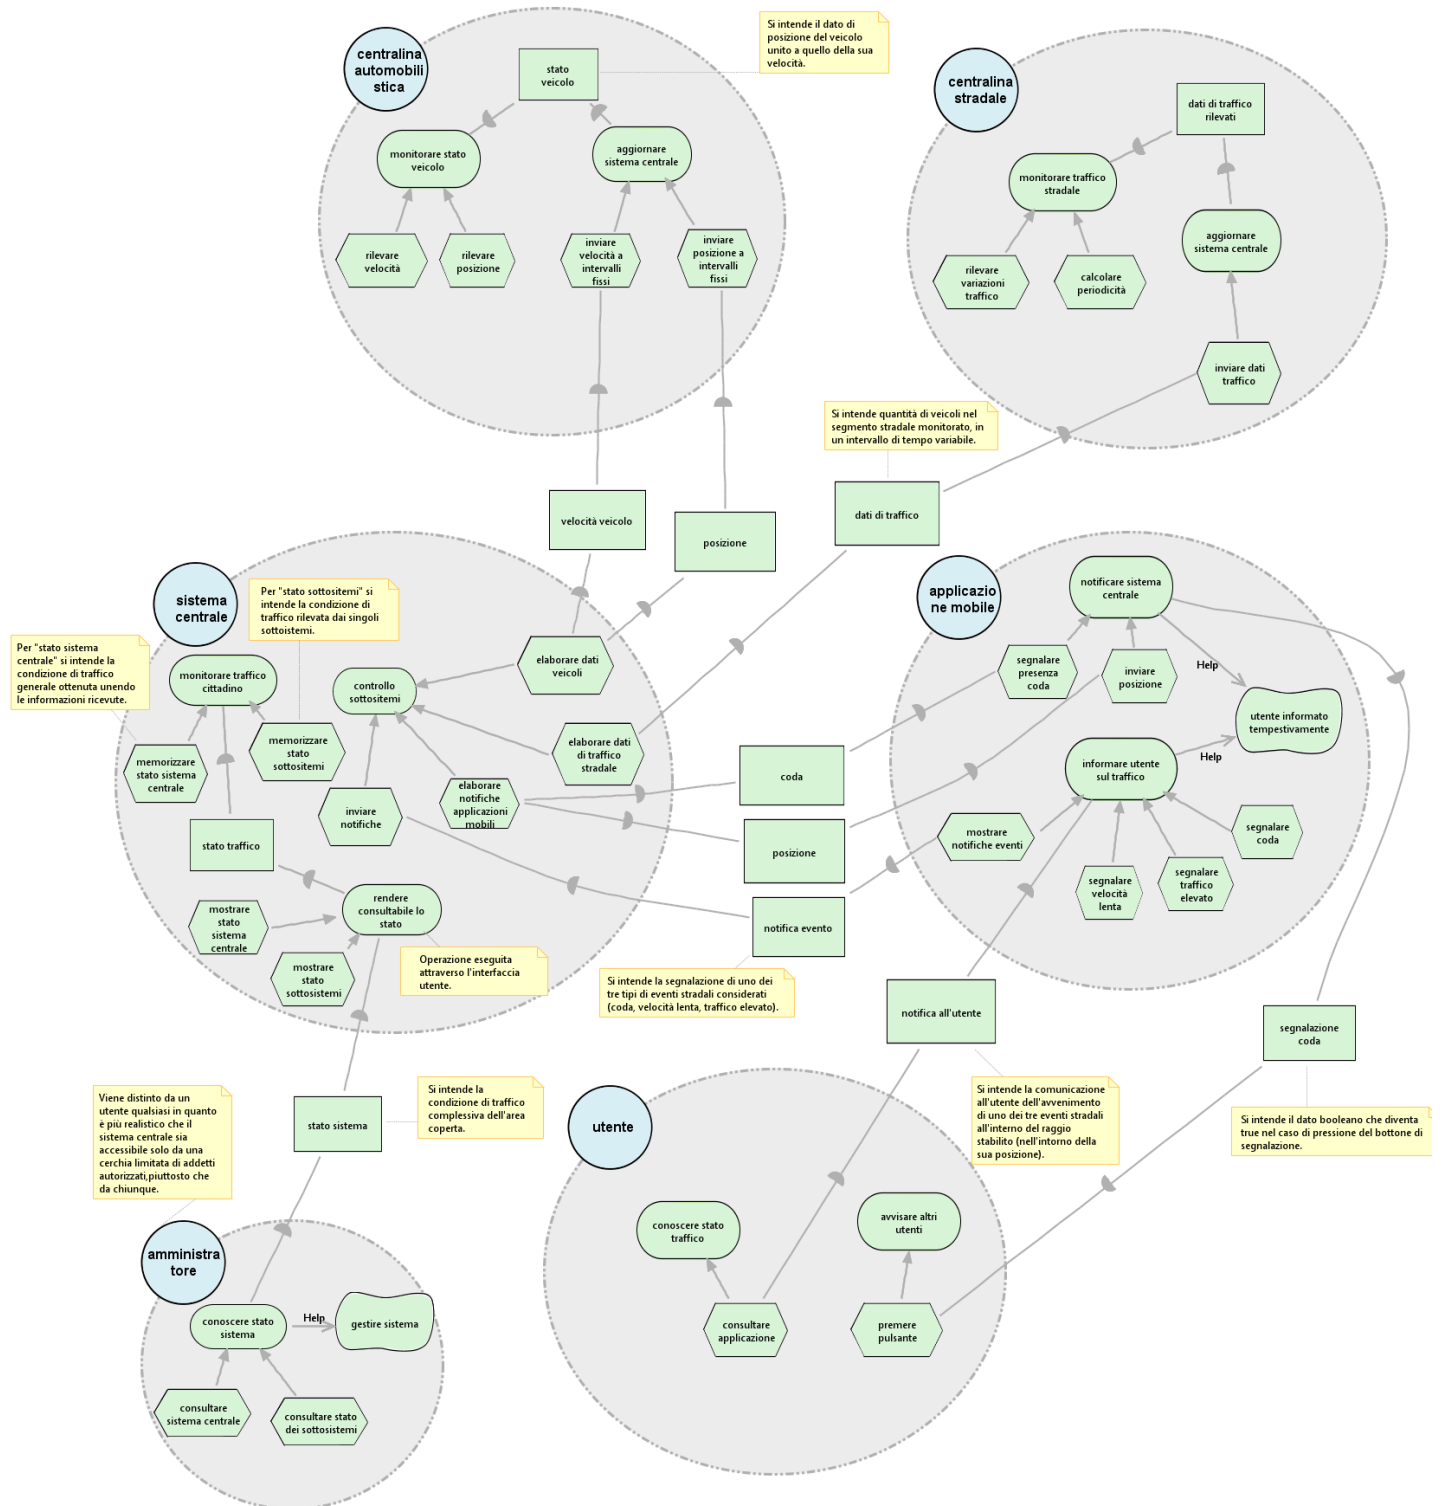 centralina
automobili
stica
stato
veicolo
Si intende il dato di
posizione del veicolo
unito a quello della sua
velocità.
monitorare stato
veicolo
aggiornare
sistema centrale
rilevare
velocità
rilevare
posizione
inviare
velocità a
intervalli
fissi
inviare
posizione a
intervalli
fissi
centralina
stradale
dati di traffico
rilevati
monitorare traffico
stradale
aggiornare
sistema centrale
rilevare
variazioni
traffico
calcolare
periodicità
inviare dati
traffico
Si intende quantità di veicoli nel
segmento stradale monitorato, in
un intervallo di tempo variabile.
velocità veicolo
posizione
dati di traffico
sistema
centrale
Per "stato sottositemi" si
intende la condizione di
traffico rilevata dai singoli
sottoistemi.
Per "stato sistema
centrale" si intende la
condizione di traffico
generale ottenuta unendo
le informazioni ricevute.
monitorare traffico
cittadino
controllo
sottositemi
elaborare dati
veicoli
memorizzare
stato sistema
centrale
memorizzare
stato
sottositemi
elaborare dati
di traffico
stradale
inviare
notifiche
elaborare
notifiche
applicazioni
mobili
stato traffico
rendere
consultabile lo
stato
mostrare
stato
sistema
centrale
mostrare
stato
sottosistemi
Operazione eseguita
attraverso l'interfaccia
utente.
coda
posizione
notifica evento
Si intende la segnalazione di uno dei
tre tipi di eventi stradali considerati
(coda, velocità lenta, traffico elevato).
applicazio
ne mobile
notificare sistema
centrale
segnalare
presenza
coda
inviare
posizione
Help
utente informato
tempestivamente
informare utente
sul traffico
Help
mostrare
notifiche eventi
segnalare
velocità
lenta
segnalare
traffico
elevato
segnalare
coda
notifica all'utente
segnalazione
coda
Si intende la comunicazione
all'utente dell'avvenimento
di uno dei tre eventi stradali
all'interno del raggio
stabilito (nell'intorno della
sua posizione).
Si intende il dato booleano che diventa
true nel caso di pressione del bottone di
segnalazione.
Viene distinto da un
utente qualsiasi in quanto
è più realistico che il
sistema centrale sia
accessibile solo da una
cerchia limitata di addetti
autorizzati,piuttosto che
da chiunque.
stato sistema
Si intende la
condizione di traffico
complessiva dell'area
coperta.
amministra
tore
conoscere stato
sistema
Help
gestire sistema
consultare
sistema centrale
consultare stato
dei sottosistemi
utente
conoscere stato
traffico
avvisare altri
utenti
consultare
applicazione
premere
pulsante